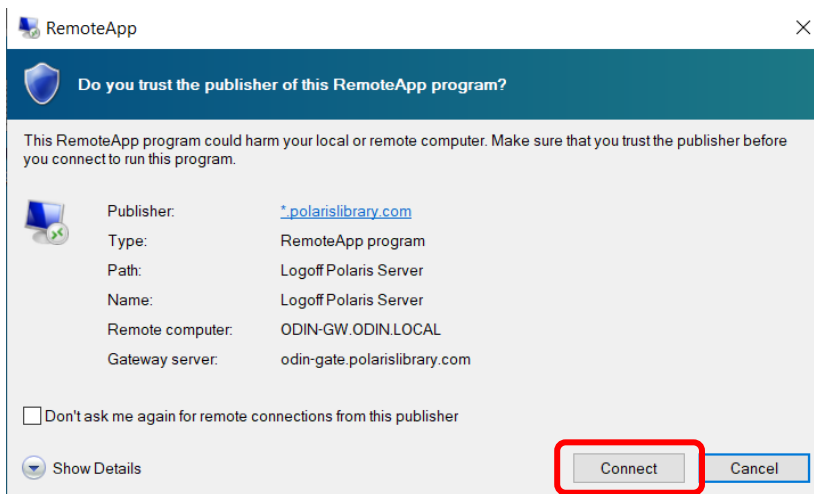 RemoteApp
Do you trust the publisher of this RemoteApp program?
This RemoteApp program could harm your local or remote computer. Make sure that you trust the publisher before
you connect to run this program.
Publisher: *.polarislibrary.com
Type: RemoteApp program
Path: Logoff Polaris Server
Name: Logoff Polaris Server
Remote computer: ODIN-GW.ODIN.LOCAL
Gateway server: odin-gate.polarislibrary.com
Don't ask me again for remote connections from this publisher
Show Details Connect Cancel